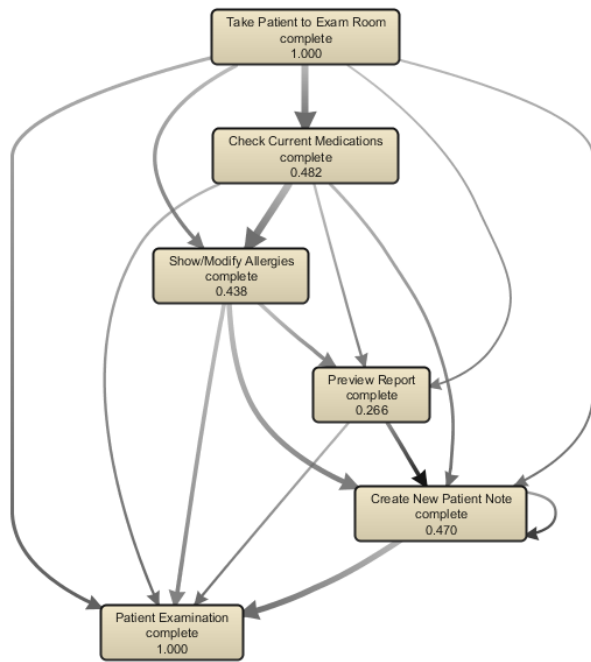 Take Patient to Exam Room
complete
1.000
Check Current Medications
complete
0.482
Show/Modify Allergies
complete
0.438
Preview Report
complete
0.266
Create New Patient Note
complete
0.470
Patient Examination
complete
1.000